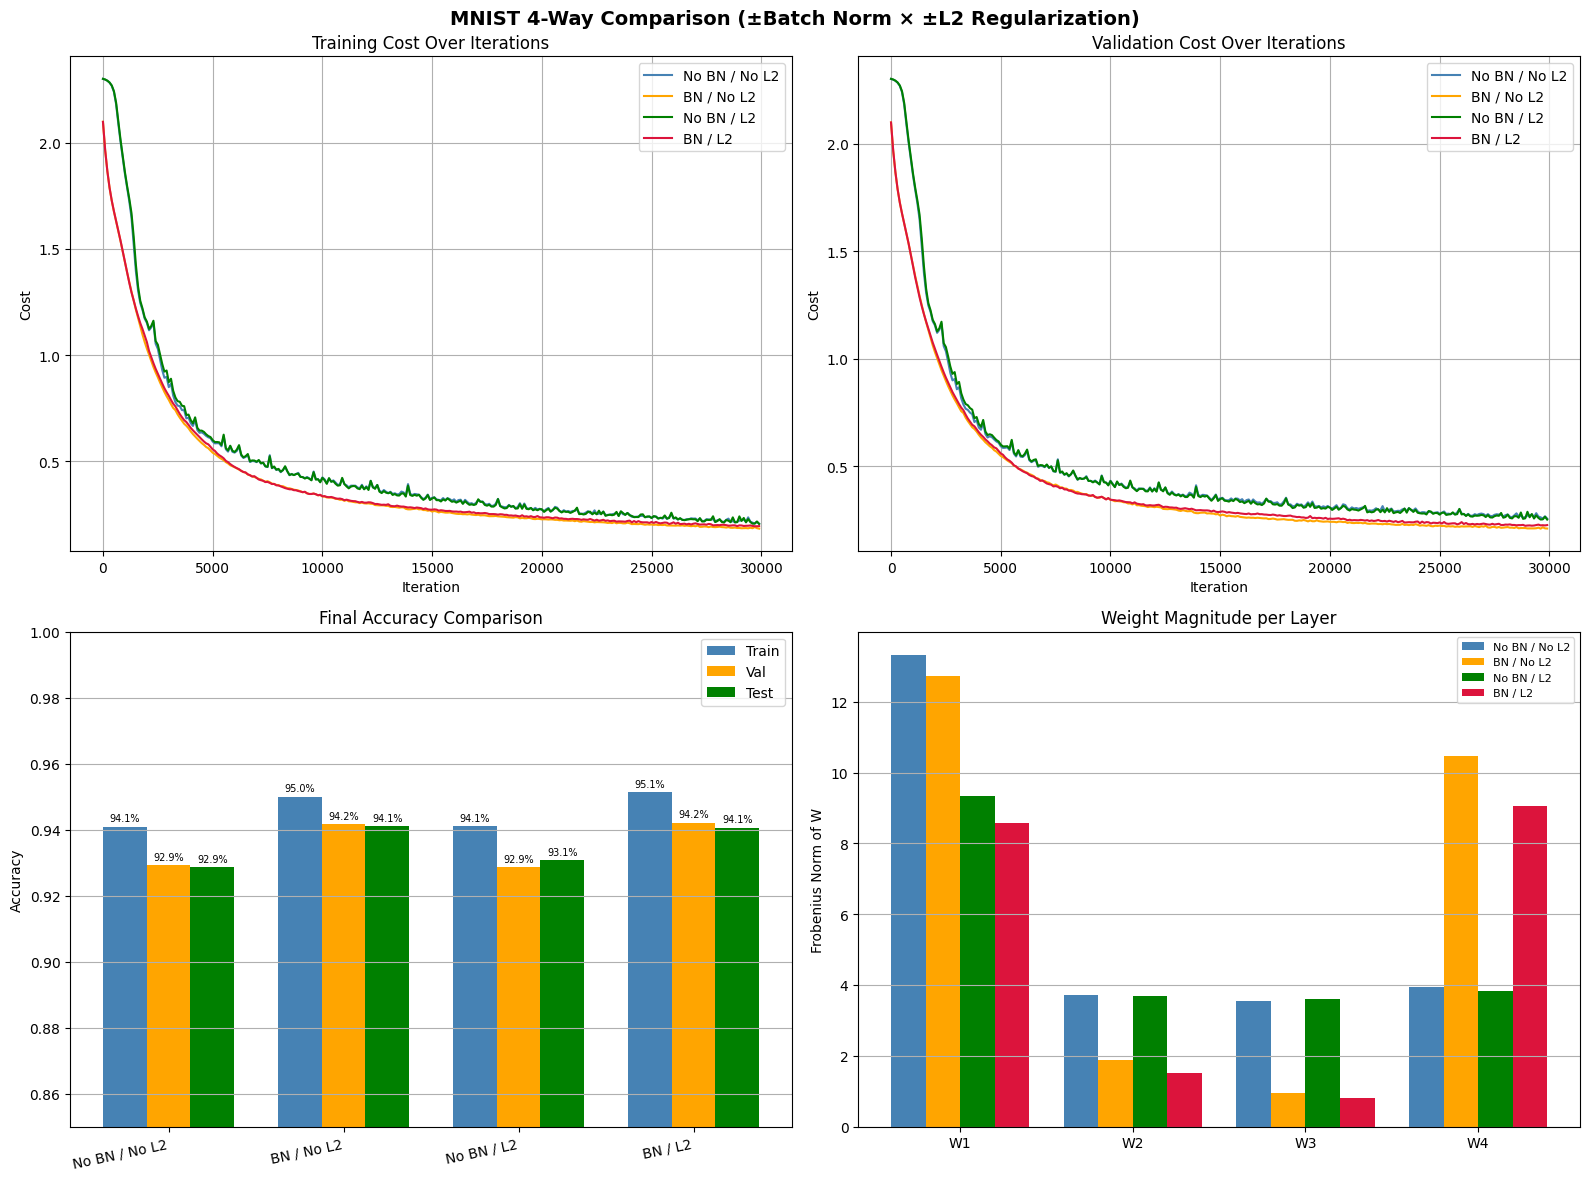 MNIST 4-Way Comparison (±Batch Norm × ±L2 Regularization)
Training Cost Over Iterations
No BN / No L2
BN / No L2
No BN / L2
BN / L2
Cost
2.0
1.5
1.0
0.5
0
5000
10000
15000
20000
25000
30000
Iteration
Validation Cost Over Iterations
No BN / No L2
BN / No L2
No BN / L2
BN / L2
Cost
2.0
1.5
1.0
0.5
0
5000
10000
15000
20000
25000
30000
Iteration
Final Accuracy Comparison
Train
Val
Test
Accuracy
1.00
0.98
0.96
0.94
0.92
0.90
0.88
0.86
94.1%
92.9%
92.9%
95.0%
94.2%
94.1%
94.1%
92.9%
93.1%
95.1%
94.2%
94.1%
No BN / No L2
BN / No L2
No BN / L2
BN / L2
Weight Magnitude per Layer
No BN / No L2
BN / No L2
No BN / L2
BN / L2
Frobenius Norm of W
12
10
8
6
4
2
0
W1
W2
W3
W4